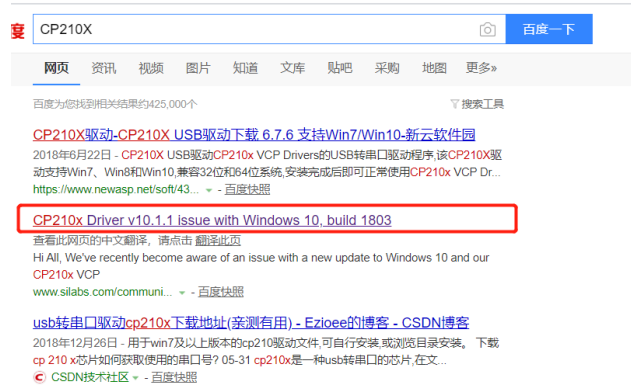 度 CP210X 百度一下
网页 资讯 视频 图片 知道 文库 贴吧 采购 地图 更多»
百度为您找到相关结果约425,000个 搜索工具
CP210X驱动-CP210X USB驱动下载 6.7.6 支持Win7/Win10-新云软件园
2018年6月22日 - CP210X USB驱动CP210x VCP Drivers的USB转串口驱动程序,该CP210X驱
动支持Win7、Win8和Win10,兼容32位和64位系统,安装完成后即可正常使用CP210x VCP Dr...
https://www.newasp.net/soft/43... - 百度快照
CP210x Driver v10.1.1 issue with Windows 10, build 1803
查看此网页的中文翻译，请点击 翻译此页
Hi All, We've recently become aware of an issue with a new update to Windows 10 and our
CP210x VCP
www.silabs.com/communi... - 百度快照
usb转串口驱动cp210x下载地址(亲测有用) - Ezioee的博客 - CSDN博客
2018年12月26日 - 用于win7及以上版本的cp210驱动文件,可自行安装,或浏览目录安装。 下载
cp 210 x芯片如何获取使用的串口号? 05-31 cp210x是一种usb转串口的芯片,在文...
C CSDN技术社区 - 百度快照